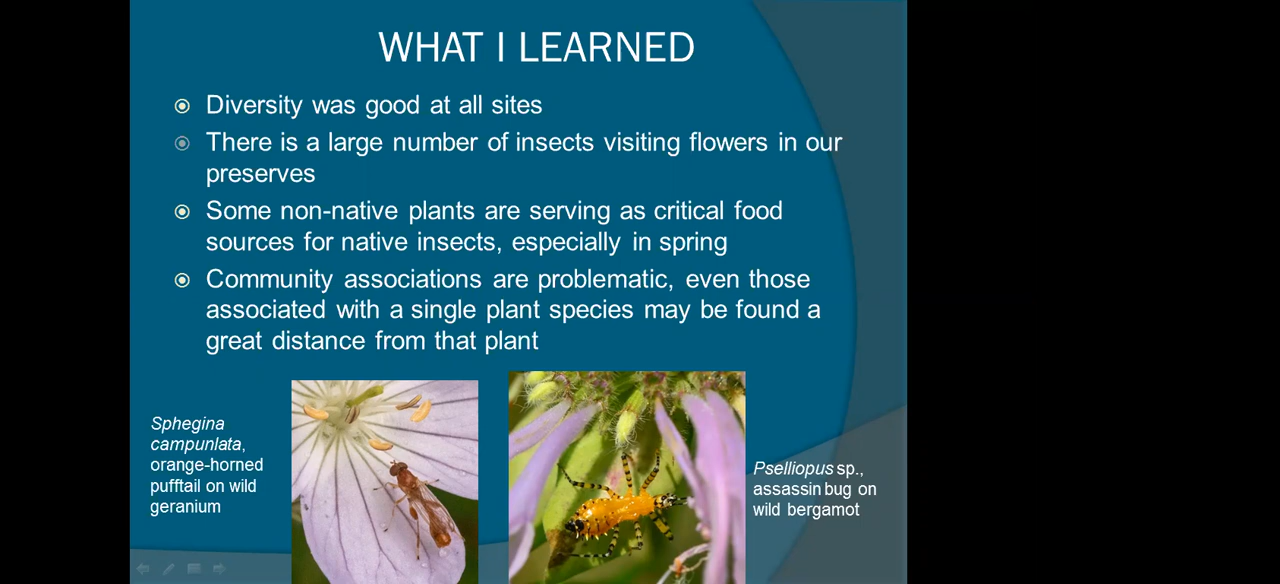 WHAT I LEARNED
Diversity was good at all sites
There is a large number of insects visiting flowers in our
preserves
Some non-native plants are serving as critical food
sources for native insects, especially in spring
Community associations are problematic, even those
associated with a single plant species may be found a
great distance from that plant
Sphegina
campunlata,
orange-horned
pufftail on wild
geranium
Pselliopus sp.,
assassin bug on
wild bergamot